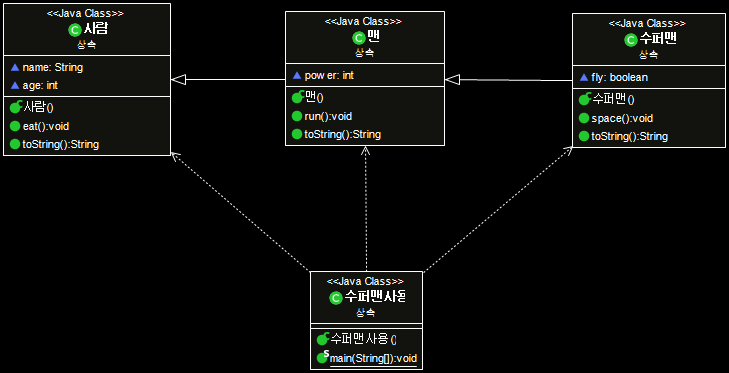 <<Java Class>>
사람
상속
name: String
age: int
사람()
eat():void
toString():String
<<Java Class>>
맨
상속
power: int
맨()
run():void
toString():String
<<Java Class>>
수퍼맨
상속
fly: boolean
수퍼맨()
space():void
toString():String
<<Java Class>>
수퍼맨사용
상속
수퍼맨사용()
main(String[]):void